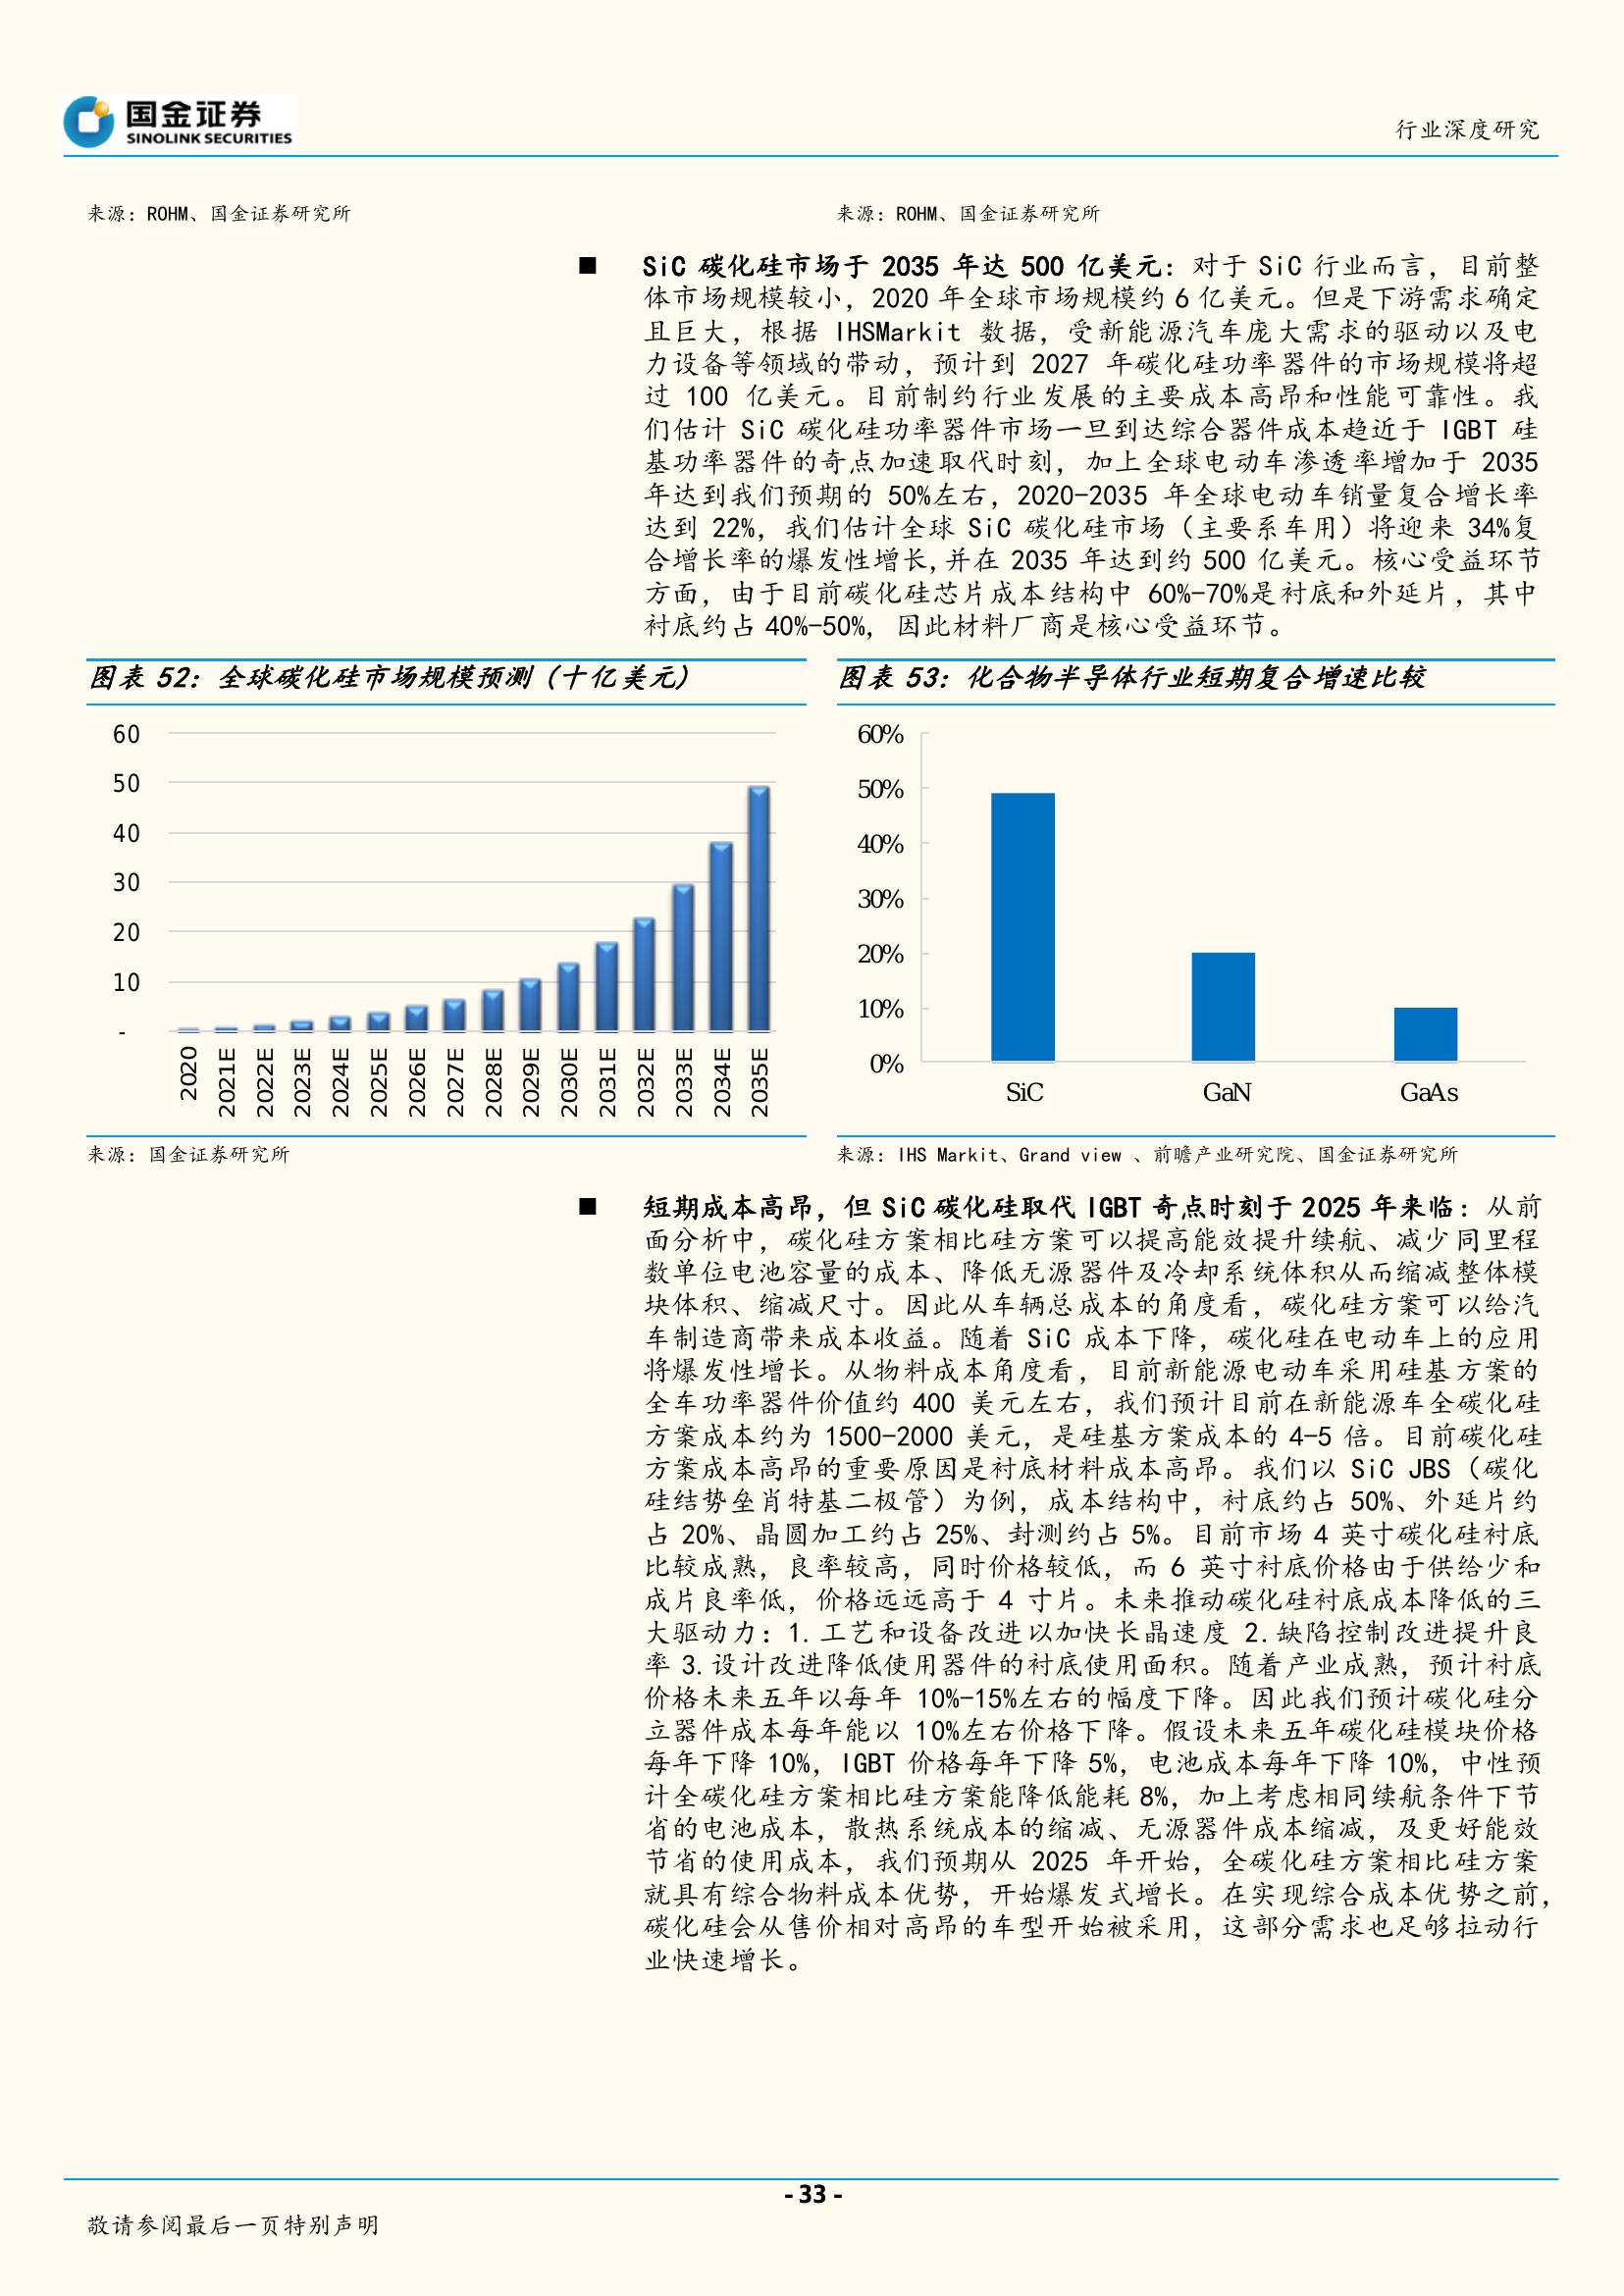 国金证券
SINOLINK SECURITIES
行业深度研究
来源：ROHM、国金证券研究所
来源：ROHM、国金证券研究所
■ SiC 碳化硅市场于 2035 年达 500 亿美元：对于 SiC 行业而言，目前整
体市场规模较小，2020 年全球市场规模约 6 亿美元。但是下游需求确定
且巨大，根据 IHSMarkit 数据，受新能源汽车庞大需求的驱动以及电
力设备等领域的带动，预计到 2027 年碳化硅功率器件的市场规模将超
过 100 亿美元。目前制约行业发展的主要成本高昂和性能可靠性。我
们估计 SiC 碳化硅功率器件市场一旦到达综合器件成本趋近于 IGBT 硅
基功率器件的奇点加速取代时刻，加上全球电动车渗透率增加于 2035
年达到我们预期的 50%左右，2020-2035 年全球电动车销量复合增长率
达到 22%，我们估计全球 SiC 碳化硅市场（主要系车用）将迎来 34%复
合增长率的爆发性增长,并在 2035 年达到约 500 亿美元。核心受益环节
方面，由于目前碳化硅芯片成本结构中 60%-70%是衬底和外延片，其中
衬底约占 40%-50%，因此材料厂商是核心受益环节。
图表 52：全球碳化硅市场规模预测（十亿美元）
60
50
40
30
20
10
-
2020
2021E
2022E
2023E
2024E
2025E
2026E
2027E
2028E
2029E
2030E
2031E
2032E
2033E
2034E
2035E
来源：国金证券研究所
图表 53：化合物半导体行业短期复合增速比较
60%
50%
40%
30%
20%
10%
0%
SiC
GaN
GaAs
来源：IHS Markit、Grand view 、前瞻产业研究院、国金证券研究所
■ 短期成本高昂，但 SiC 碳化硅取代 IGBT 奇点时刻于 2025 年来临：从前
面分析中，碳化硅方案相比硅方案可以提高能效提升续航、减少同里程
数单位电池容量的成本、降低无源器件及冷却系统体积从而缩减整体模
块体积、缩减尺寸。因此从车辆总成本的角度看，碳化硅方案可以给汽
车制造商带来成本收益。随着 SiC 成本下降，碳化硅在电动车上的应用
将爆发性增长。从物料成本角度看，目前新能源电动车采用硅基方案的
全车功率器件价值约 400 美元左右，我们预计目前在新能源车全碳化硅
方案成本约为 1500-2000 美元，是硅基方案成本的 4-5 倍。目前碳化硅
方案成本高昂的重要原因是衬底材料成本高昂。我们以 SiC JBS（碳化
硅结势垒肖特基二极管）为例，成本结构中，衬底约占 50%、外延片约
占 20%、晶圆加工约占 25%、封测约占 5%。目前市场 4 英寸碳化硅衬底
比较成熟，良率较高，同时价格较低，而 6 英寸衬底价格由于供给少和
成片良率低，价格远远高于 4 寸片。未来推动碳化硅衬底成本降低的三
大驱动力：1.工艺和设备改进以加快长晶速度 2.缺陷控制改进提升良
率 3.设计改进降低使用器件的衬底使用面积。随着产业成熟，预计衬底
价格未来五年以每年 10%-15%左右的幅度下降。因此我们预计碳化硅分
立器件成本每年能以 10%左右价格下降。假设未来五年碳化硅模块价格
每年下降 10%，IGBT 价格每年下降 5%，电池成本每年下降 10%，中性预
计全碳化硅方案相比硅方案能降低能耗 8%，加上考虑相同续航条件下节
省的电池成本，散热系统成本的缩减、无源器件成本缩减，及更好能效
节省的使用成本，我们预期从 2025 年开始，全碳化硅方案相比硅方案
就具有综合物料成本优势，开始爆发式增长。在实现综合成本优势之前，
碳化硅会从售价相对高昂的车型开始被采用，这部分需求也足够拉动行
业快速增长。
- 33 -
敬请参阅最后一页特别声明